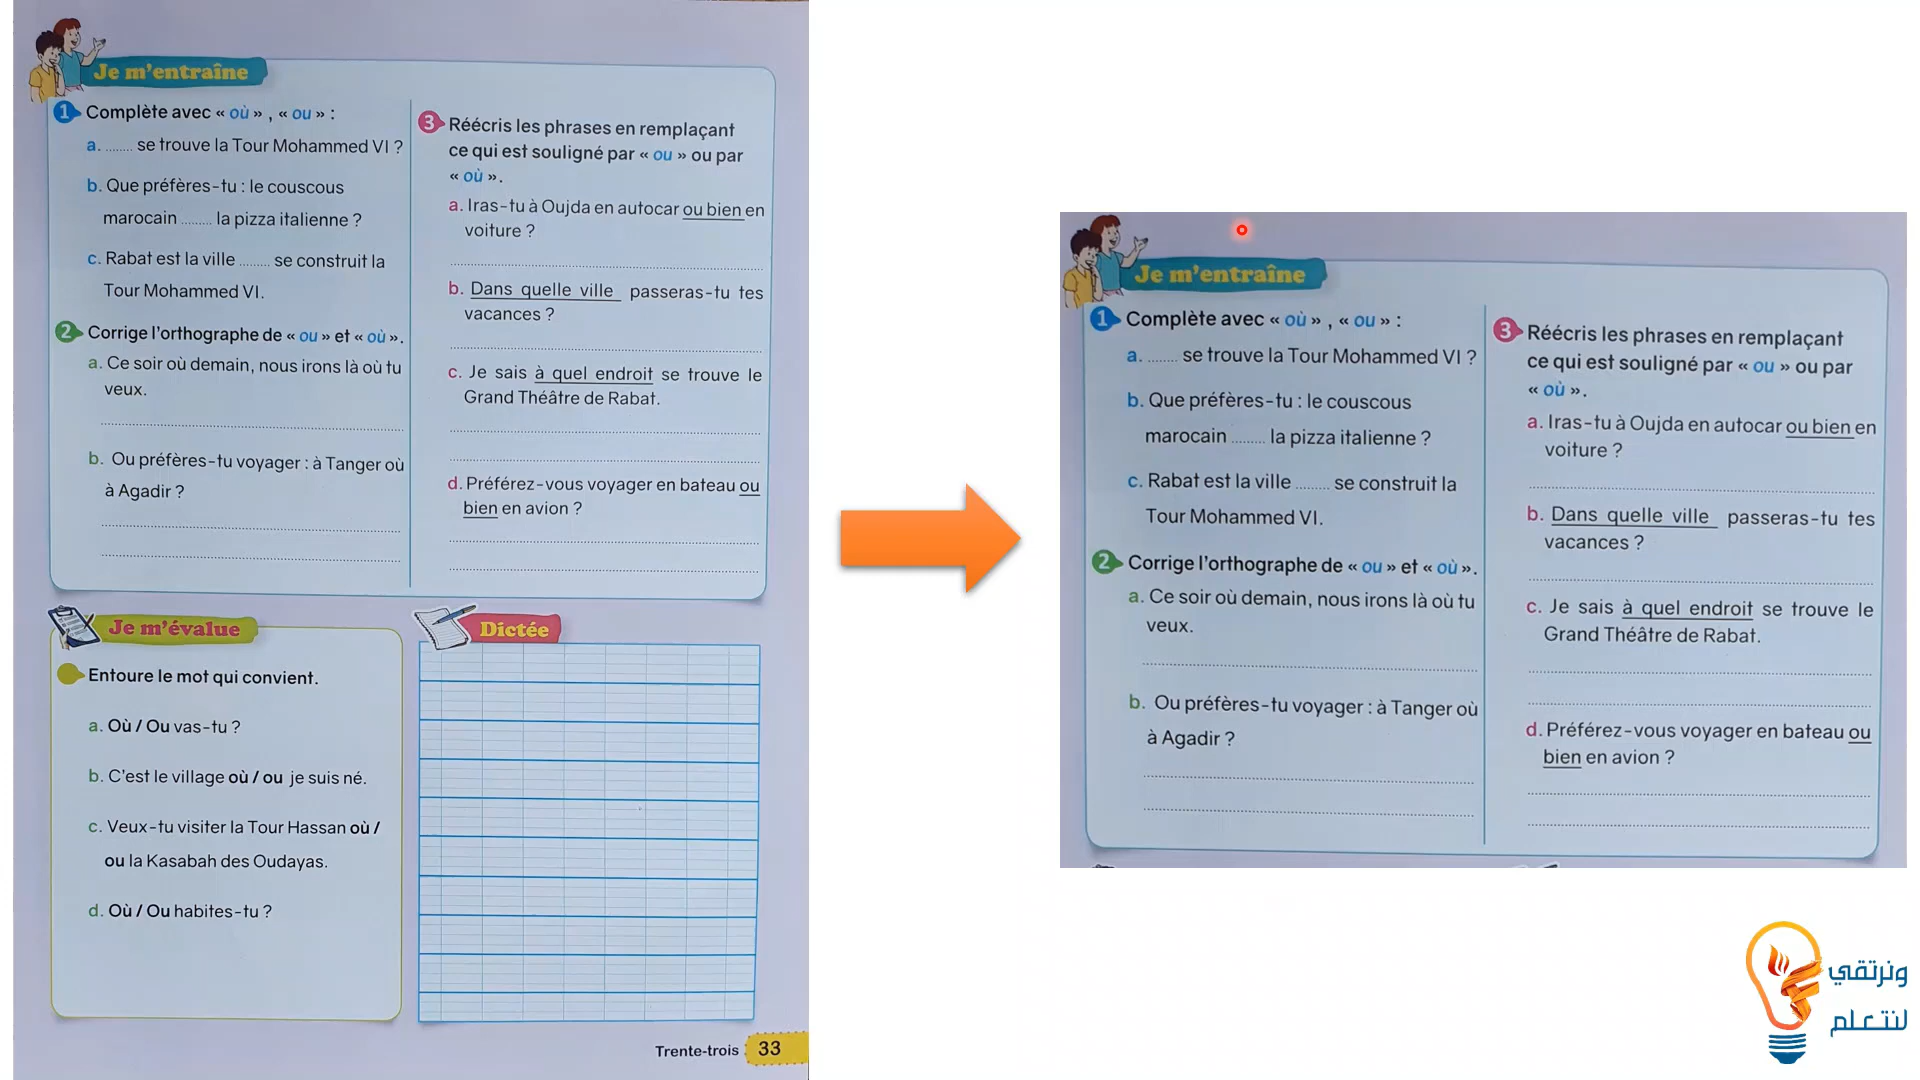 Je m'entraîne
1 Complète avec « où » , « ou » :
a. ........ se trouve la Tour Mohammed VI ?
b. Que préfères-tu : le couscous
marocain ......... la pizza italienne ?
c. Rabat est la ville ......... se construit la
Tour Mohammed VI.
2 Corrige l'orthographe de « ou » et « où ».
a. Ce soir où demain, nous irons là où tu
veux.
b. Ou préfères-tu voyager : à Tanger où
à Agadir ?
3 Réécris les phrases en remplaçant
ce qui est souligné par « ou » ou par
« où ».
a. Iras-tu à Oujda en autocar ou bien en
voiture ?
b. Dans quelle ville passeras-tu tes
vacances ?
c. Je sais à quel endroit se trouve le
Grand Théâtre de Rabat.
d. Préférez-vous voyager en bateau ou
bien en avion ?
Je m'évalue
Entoure le mot qui convient.
a. Où / Ou vas-tu ?
b. C'est le village où / ou je suis né.
c. Veux-tu visiter la Tour Hassan où /
ou la Kasabah des Oudayas.
d. Où / Ou habites-tu ?
Dictée
Trente-trois 33
Je m'entraîne
1 Complète avec « où » , « ou » :
a. ........ se trouve la Tour Mohammed VI ?
b. Que préfères-tu : le couscous
marocain ......... la pizza italienne ?
c. Rabat est la ville ......... se construit la
Tour Mohammed VI.
2 Corrige l'orthographe de « ou » et « où ».
a. Ce soir où demain, nous irons là où tu
veux.
b. Ou préfères-tu voyager : à Tanger où
à Agadir ?
3 Réécris les phrases en remplaçant
ce qui est souligné par « ou » ou par
« où ».
a. Iras-tu à Oujda en autocar ou bien en
voiture ?
b. Dans quelle ville passeras-tu tes
vacances ?
c. Je sais à quel endroit se trouve le
Grand Théâtre de Rabat.
d. Préférez-vous voyager en bateau ou
bien en avion ?
ونرتقي
لنتعلم